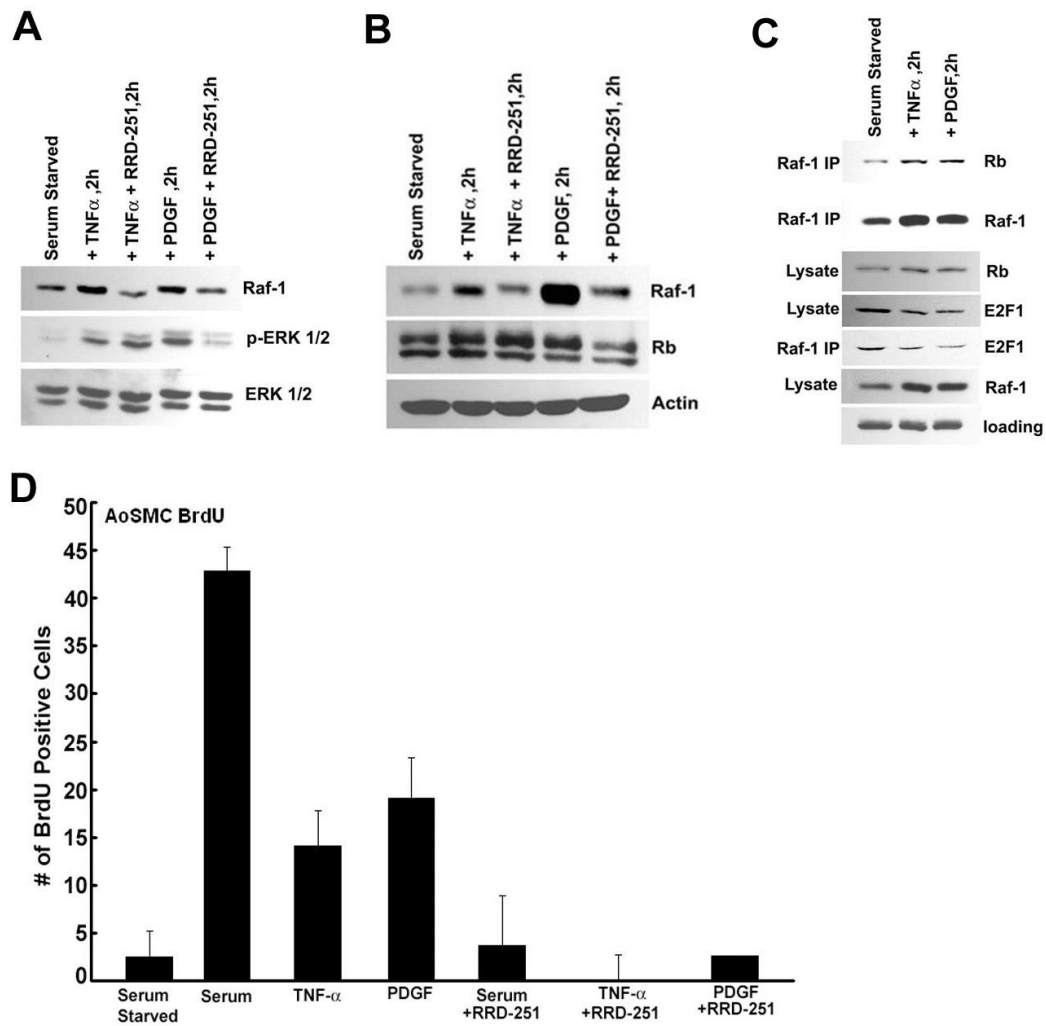 A
Serum Starved
+ TNFα ,2h
+ TNFα + RRD-251,2h
+ PDGF ,2h
+ PDGF + RRD-251,2h
Raf-1
p-ERK 1/2
ERK 1/2
B
Serum Starved
+ TNFα ,2h
+ TNFα + RRD-251,2h
+ PDGF, 2h
+ PDGF+ RRD-251, 2h
Raf-1
Rb
Actin
C
Serum Starved
+ TNFα ,2h
+ PDGF,2h
Raf-1 IP Rb
Raf-1 IP Raf-1
Lysate Rb
Lysate E2F1
Raf-1 IP E2F1
Lysate Raf-1
loading
D
AoSMC BrdU
# of BrdU Positive Cells
50
45
40
35
30
25
20
15
10
5
0
Serum Starved
Serum
TNF-α
PDGF
Serum +RRD-251
TNF-α +RRD-251
PDGF +RRD-251